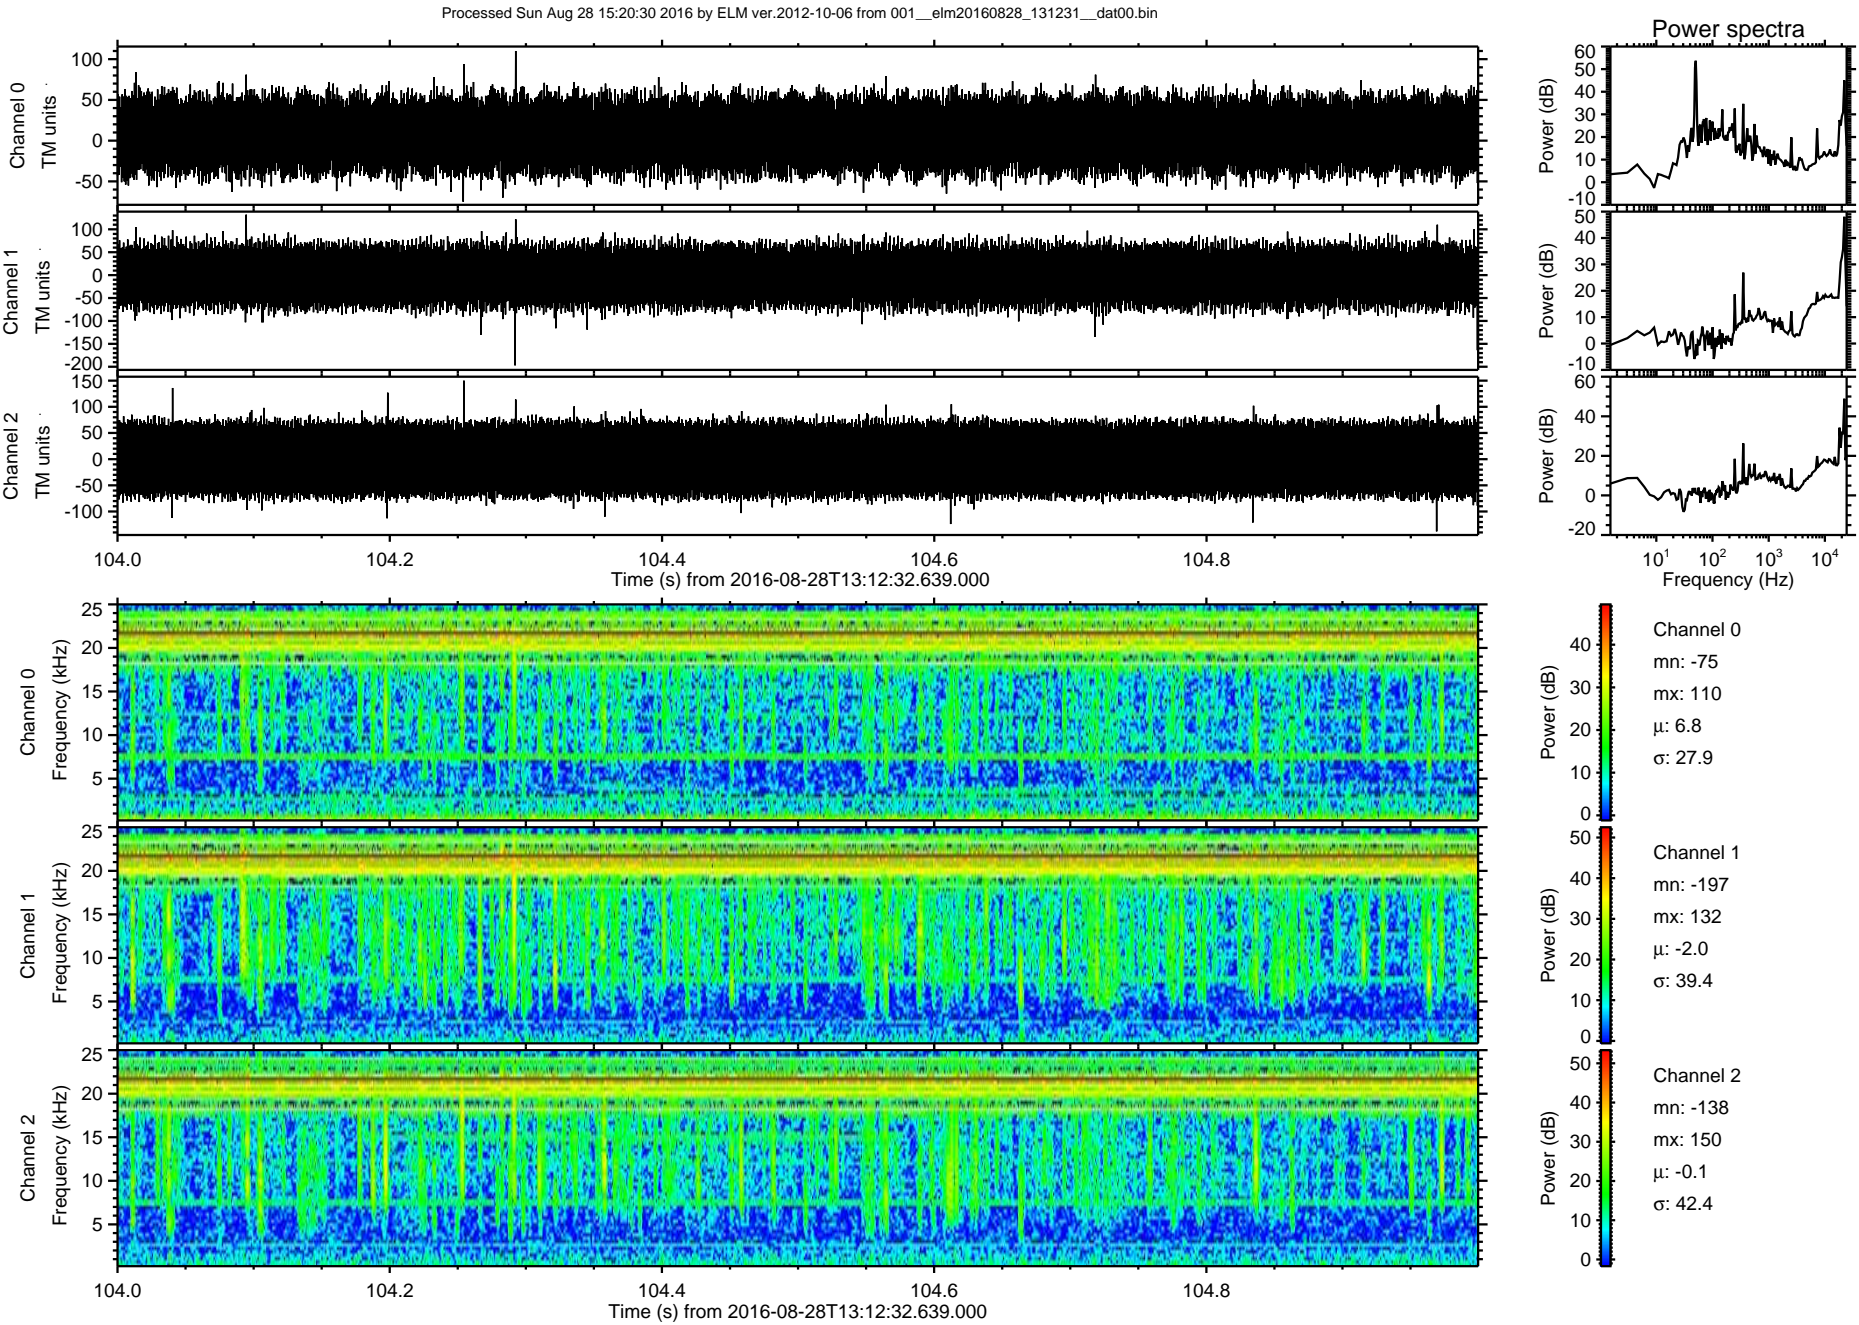 Processed Sun Aug 28 15:20:30 2016 by ELM ver.2012-10-06 from 001__elm20160828_131231__dat00.bin
Power spectra
Channel 0
TM units
100
50
0
-50
Power (dB)
60
50
40
30
20
10
0
-10
Channel 1
TM units
100
50
0
-50
-100
-150
-200
Power (dB)
50
40
30
20
10
0
-10
Channel 2
TM units
150
100
50
0
-50
-100
Power (dB)
60
40
20
0
-20
104.0 104.2 104.4 104.6 104.8
Time (s) from 2016-08-28T13:12:32.639.000
10^1 10^2 10^3 10^4
Frequency (Hz)
Channel 0
Frequency (kHz)
25
20
15
10
5
Power (dB)
40
30
20
10
0
Channel 0
mn: -75
mx: 110
μ: 6.8
σ: 27.9
Channel 1
Frequency (kHz)
25
20
15
10
5
Power (dB)
50
40
30
20
10
0
Channel 1
mn: -197
mx: 132
μ: -2.0
σ: 39.4
Channel 2
Frequency (kHz)
25
20
15
10
5
Power (dB)
50
40
30
20
10
0
Channel 2
mn: -138
mx: 150
μ: -0.1
σ: 42.4
104.0 104.2 104.4 104.6 104.8
Time (s) from 2016-08-28T13:12:32.639.000